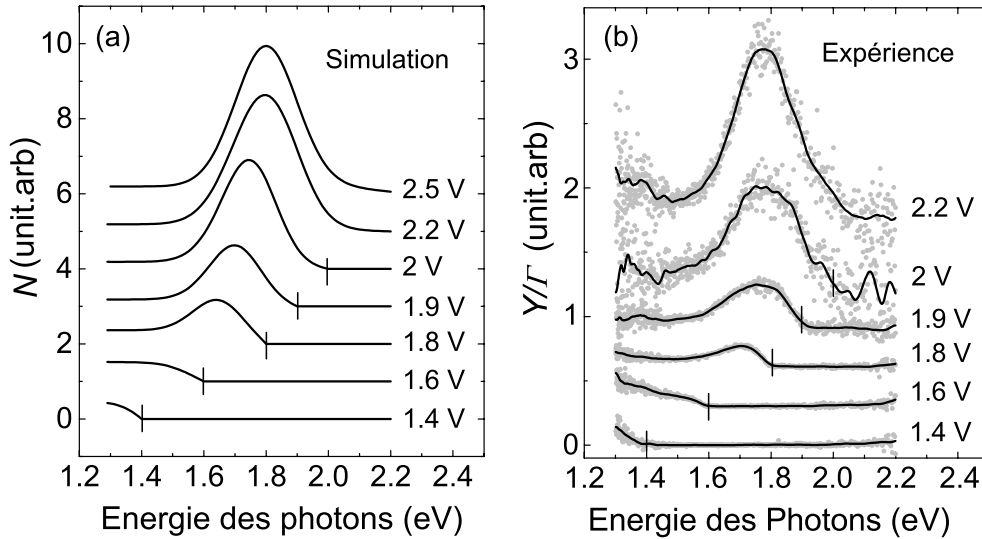 (a)
Simulation
N (unit.arb)
10
8
6
4
2
0
2.5 V
2.2 V
2 V
1.9 V
1.8 V
1.6 V
1.4 V
1.2 1.4 1.6 1.8 2.0 2.2 2.4
Energie des photons (eV)
(b)
Expérience
Y/Γ (unit.arb)
3
2
1
0
2.2 V
2 V
1.9 V
1.8 V
1.6 V
1.4 V
1.2 1.4 1.6 1.8 2.0 2.2 2.4
Energie des Photons (eV)